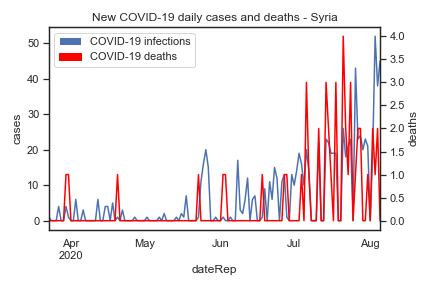 New COVID-19 daily cases and deaths - Syria
COVID-19 infections
COVID-19 deaths
cases
50
40
30
20
10
0
deaths
4.0
3.5
3.0
2.5
2.0
1.5
1.0
0.5
0.0
Apr
2020
May
Jun
Jul
Aug
dateRep